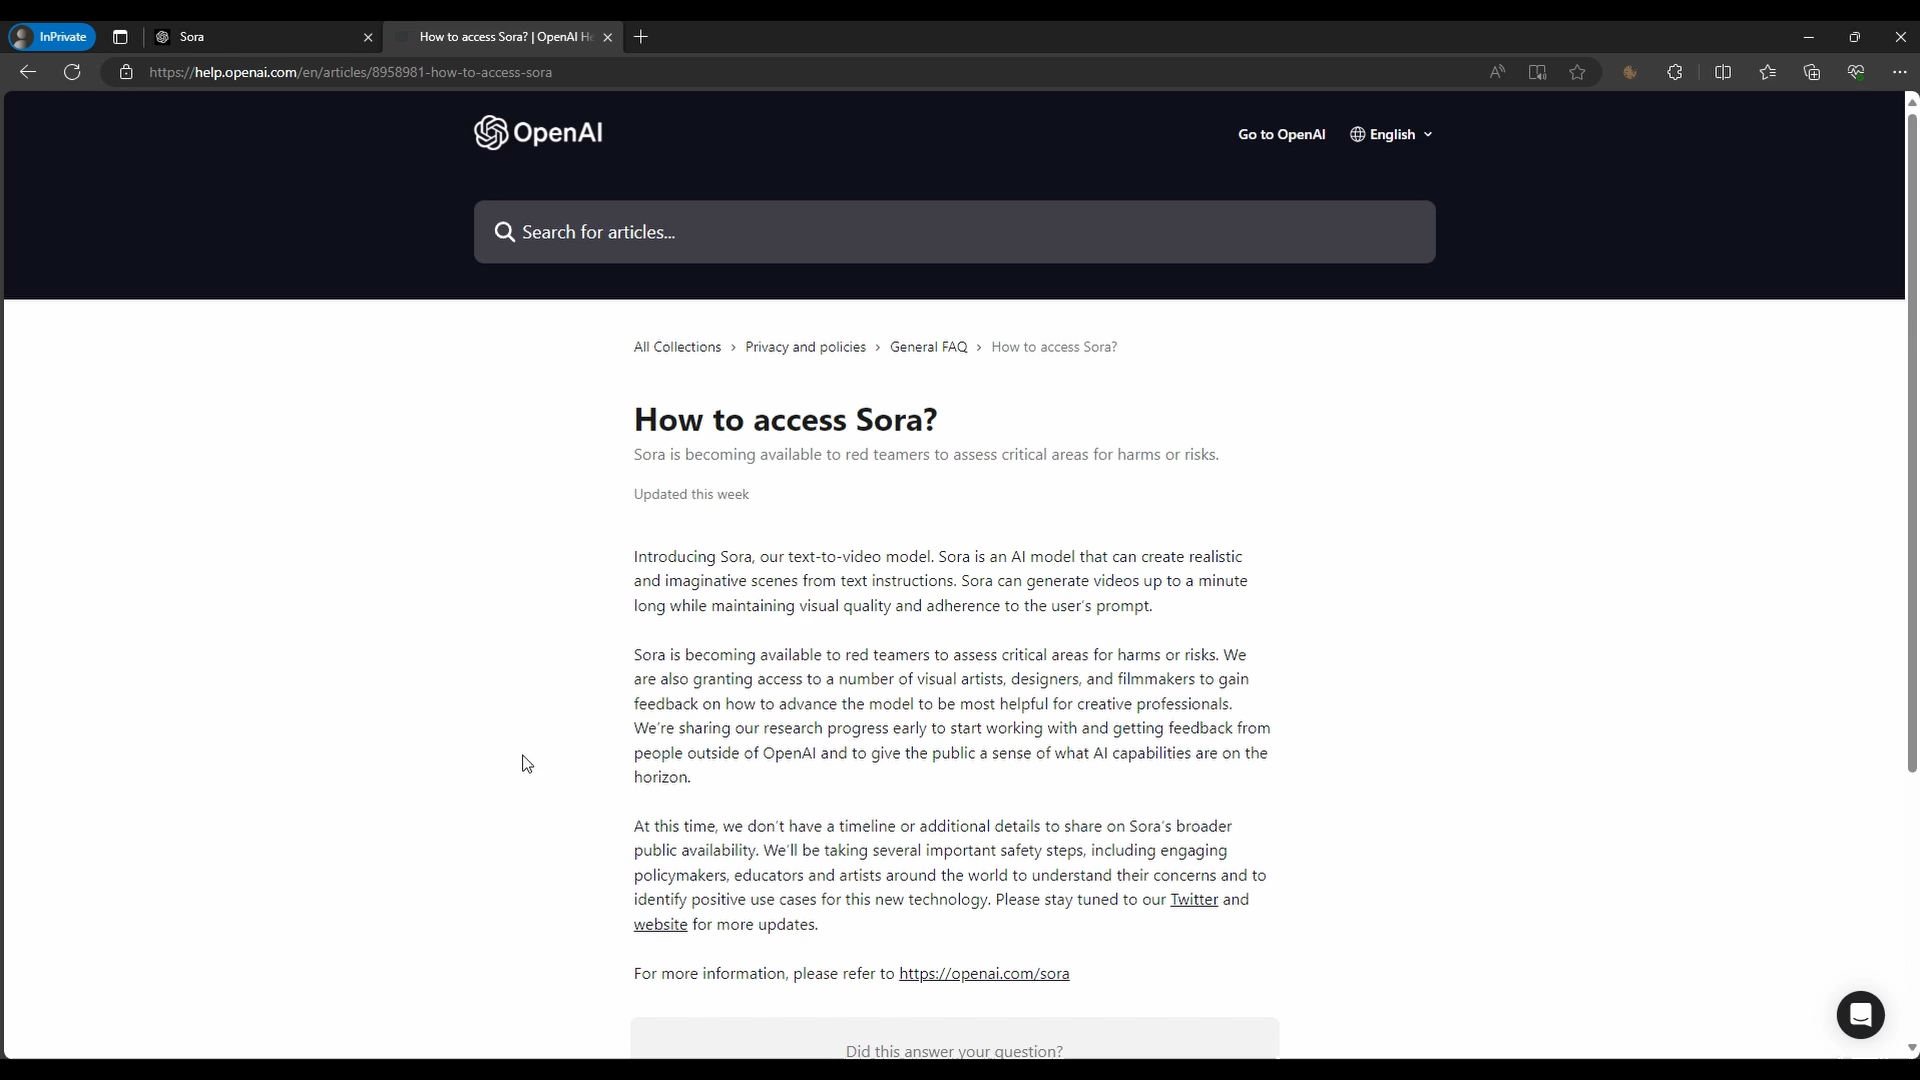 InPrivate
Sora
How to access Sora? | OpenAI He
https://help.openai.com/en/articles/8958981-how-to-access-sora
OpenAI
Go to OpenAI
English
Search for articles...
All Collections > Privacy and policies > General FAQ > How to access Sora?
How to access Sora?
Sora is becoming available to red teamers to assess critical areas for harms or risks.
Updated this week
Introducing Sora, our text-to-video model. Sora is an AI model that can create realistic
and imaginative scenes from text instructions. Sora can generate videos up to a minute
long while maintaining visual quality and adherence to the user's prompt.
Sora is becoming available to red teamers to assess critical areas for harms or risks. We
are also granting access to a number of visual artists, designers, and filmmakers to gain
feedback on how to advance the model to be most helpful for creative professionals.
We're sharing our research progress early to start working with and getting feedback from
people outside of OpenAI and to give the public a sense of what AI capabilities are on the
horizon.
At this time, we don't have a timeline or additional details to share on Sora's broader
public availability. We'll be taking several important safety steps, including engaging
policymakers, educators and artists around the world to understand their concerns and to
identify positive use cases for this new technology. Please stay tuned to our Twitter and
website for more updates.
For more information, please refer to https://openai.com/sora
Did this answer your question?